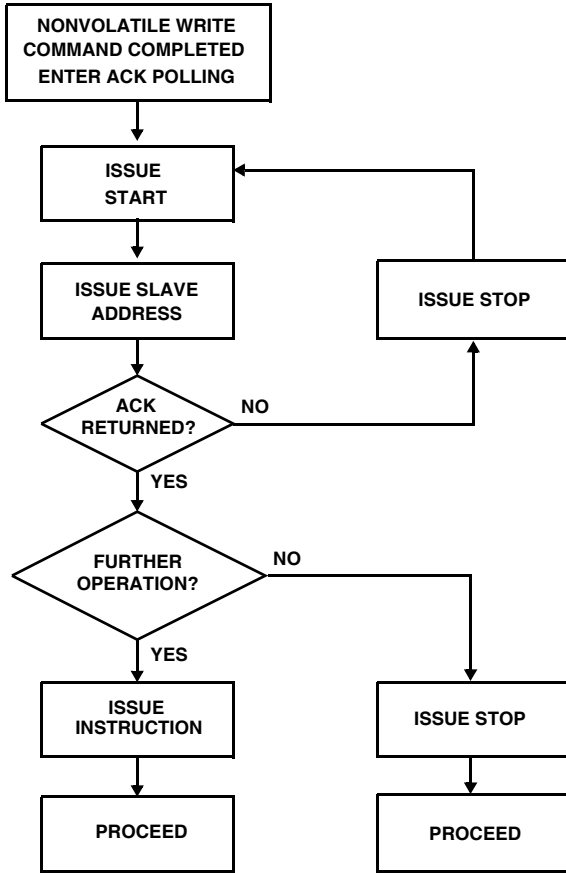 NONVOLATILE WRITE
COMMAND COMPLETED
ENTER ACK POLLING
ISSUE
START
ISSUE SLAVE
ADDRESS
ISSUE STOP
ACK
RETURNED?
NO
YES
FURTHER
OPERATION?
NO
YES
ISSUE
INSTRUCTION
ISSUE STOP
PROCEED
PROCEED